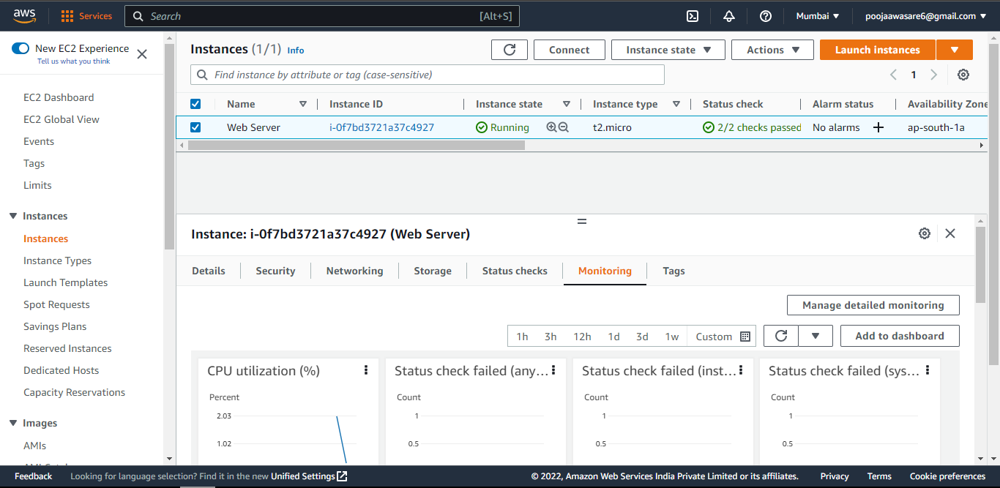 aws
Services
Search [Alt+S]
Mumbai ▼
poojaawasare6@gmail.com ▼
New EC2 Experience
Tell us what you think
EC2 Dashboard
EC2 Global View
Events
Tags
Limits
Instances
Instances
Instance Types
Launch Templates
Spot Requests
Savings Plans
Reserved Instances
Dedicated Hosts
Capacity Reservations
Images
AMIs
Instances (1/1) Info
Connect
Instance state
Actions
Launch instances
Find instance by attribute or tag (case-sensitive)
1
Name Instance ID Instance state Instance type Status check Alarm status Availability Zone
Web Server i-0f7bd3721a37c4927 Running t2.micro 2/2 checks passed No alarms + ap-south-1a
Instance: i-0f7bd3721a37c4927 (Web Server)
Details Security Networking Storage Status checks Monitoring Tags
Manage detailed monitoring
1h 3h 12h 1d 3d 1w Custom
Add to dashboard
CPU utilization (%)
Percent
2.03
1.02
Status check failed (any...
Count
1
0.5
Status check failed (inst...
Count
1
0.5
Status check failed (sys...
Count
1
0.5
Feedback
Looking for language selection? Find it in the new Unified Settings
© 2022, Amazon Web Services India Private Limited or its affiliates.
Privacy Terms Cookie preferences